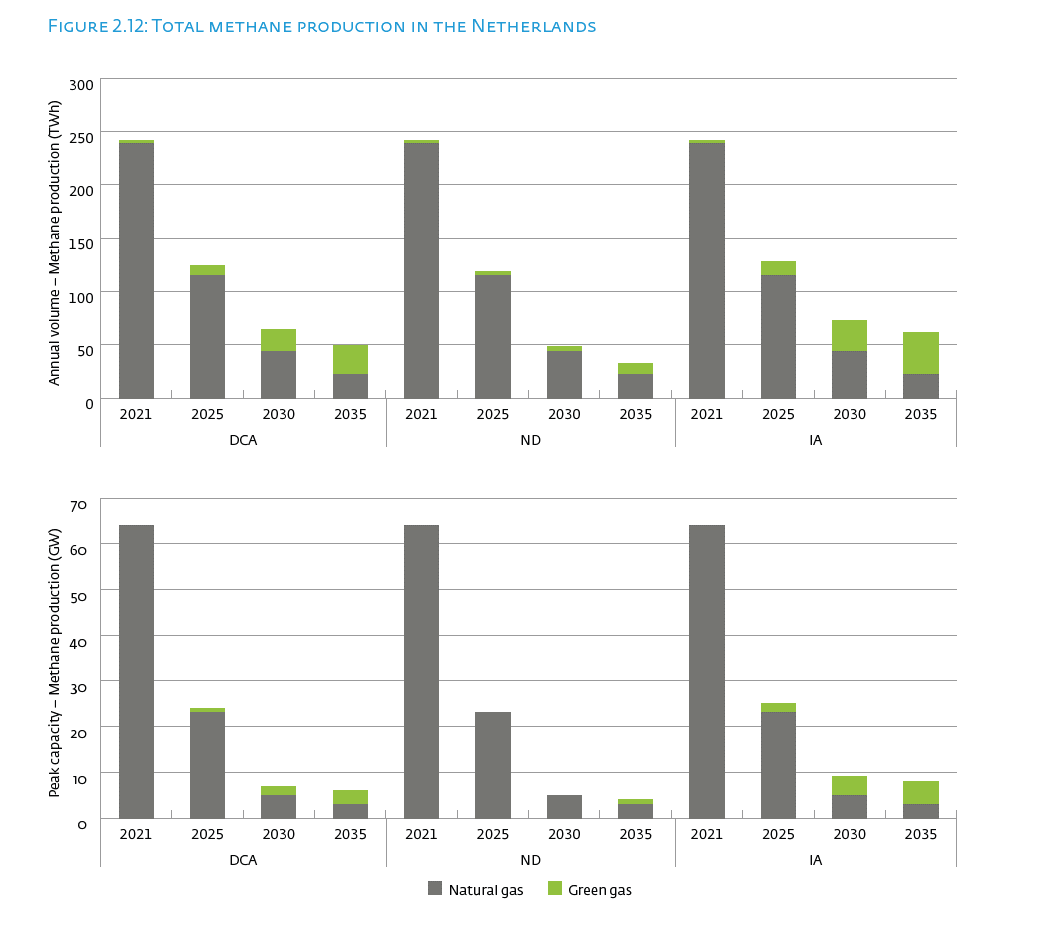 Figure 2.12: Total methane production in the Netherlands
Annual volume – Methane production (TWh)
300
250
200
150
100
50
0
2021 2025 2030 2035 2021 2025 2030 2035 2021 2025 2030 2035
DCA ND IA
Peak capacity – Methane production (GW)
70
60
50
40
30
20
10
0
2021 2025 2030 2035 2021 2025 2030 2035 2021 2025 2030 2035
DCA ND IA
Natural gas Green gas